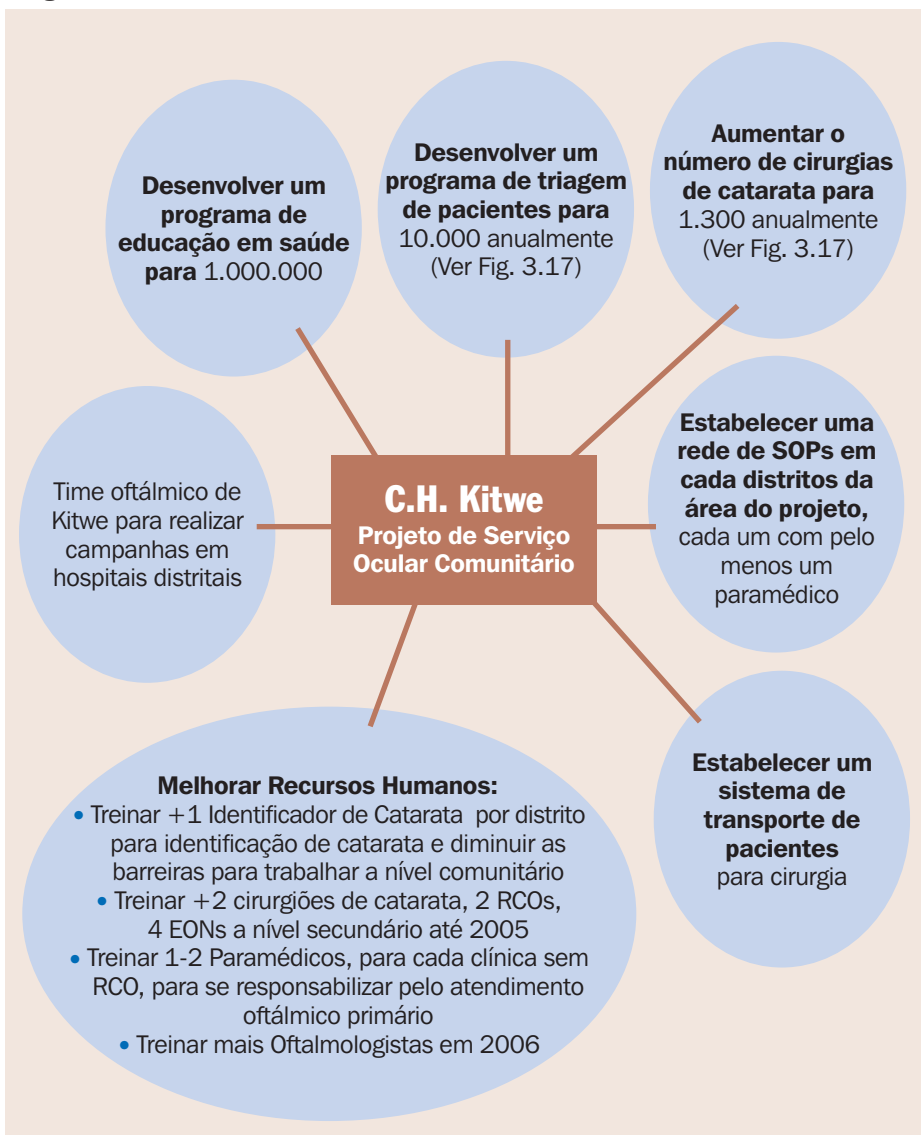 Desenvolver um
programa de
educação em saúde
para 1.000.000
Desenvolver um
programa de triagem
de pacientes para
10.000 anualmente
(Ver Fig. 3.17)
Aumentar o
número de cirurgias
de catarata para
1.300 anualmente
(Ver Fig. 3.17)
Time oftálmico de
Kitwe para realizar
campanhas em
hospitais distritais
C.H. Kitwe
Projeto de Serviço
Ocular Comunitário
Estabelecer uma
rede de SOPs em
cada distritos da
área do projeto,
cada um com pelo
menos um
paramédico
Estabelecer um
sistema de
transporte de
pacientes
para cirurgia
Melhorar Recursos Humanos:
• Treinar +1 Identificador de Catarata por distrito
para identificação de catarata e diminuir as
barreiras para trabalhar a nível comunitário
• Treinar +2 cirurgiões de catarata, 2 RCOs,
4 EONs a nível secundário até 2005
• Treinar 1-2 Paramédicos, para cada clínica sem
RCO, para se responsabilizar pelo atendimento
oftálmico primário
• Treinar mais Oftalmologistas em 2006